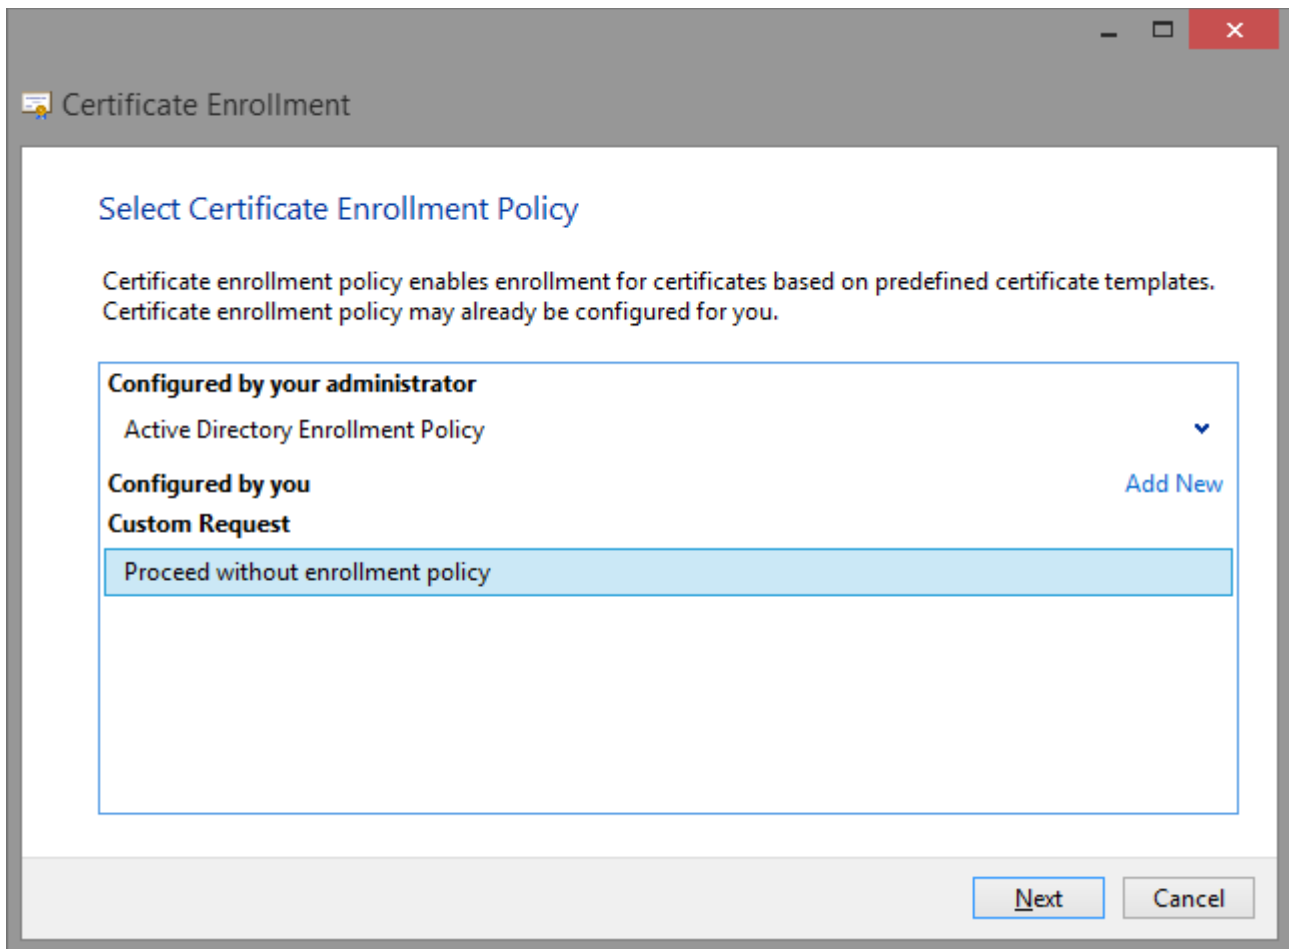 Certificate Enrollment
Select Certificate Enrollment Policy
Certificate enrollment policy enables enrollment for certificates based on predefined certificate templates.
Certificate enrollment policy may already be configured for you.
Configured by your administrator
Active Directory Enrollment Policy
Configured by you Add New
Custom Request
Proceed without enrollment policy
Next Cancel